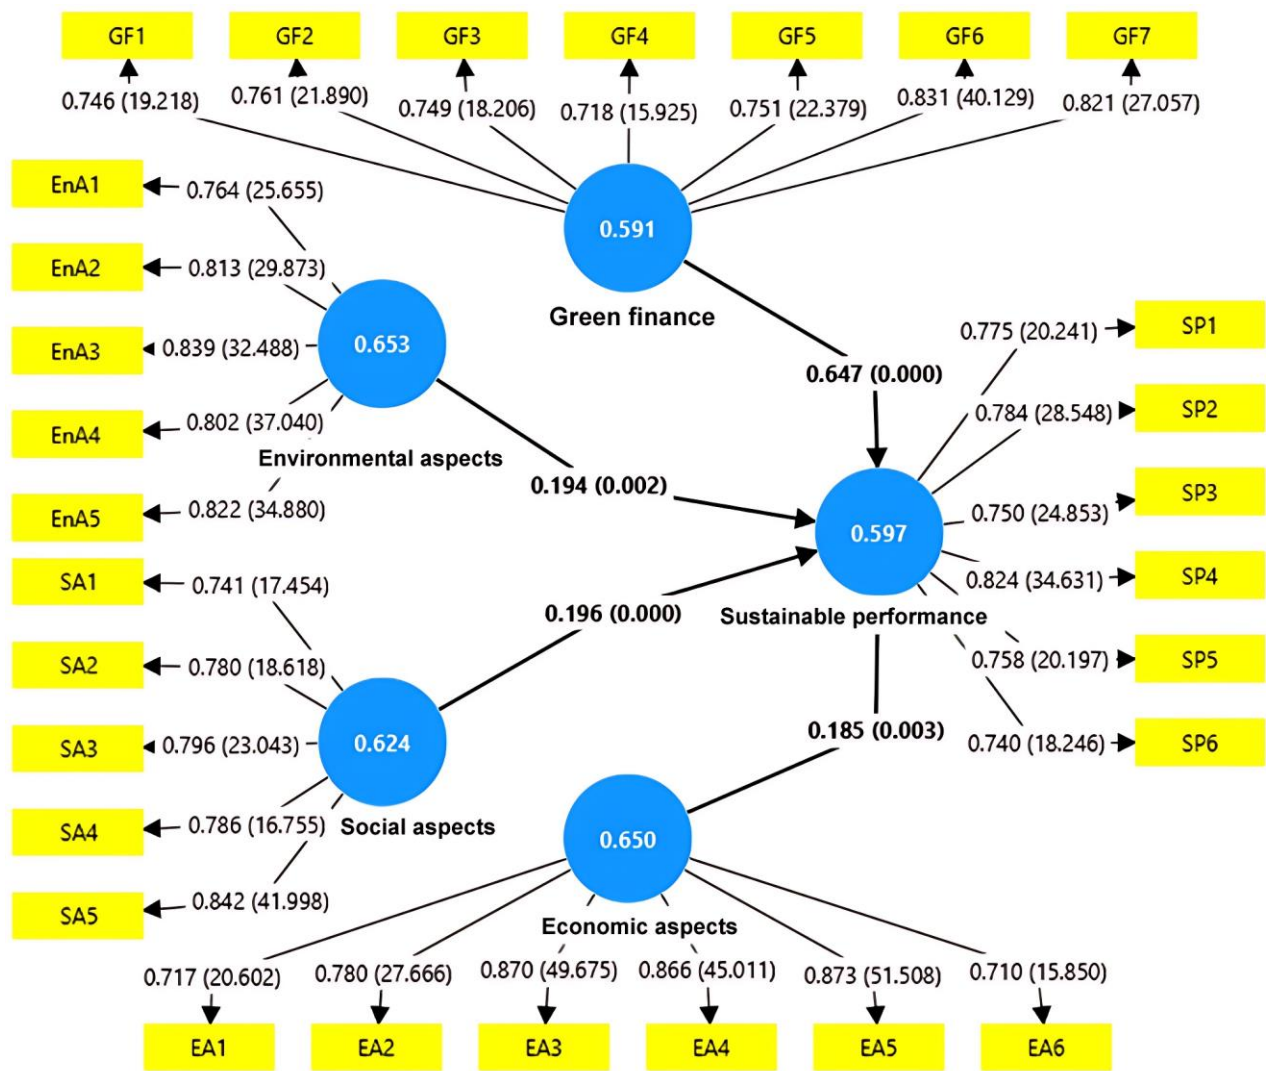 GF1 GF2 GF3 GF4 GF5 GF6 GF7
0.746 (19.218) 0.761 (21.890) 0.749 (18.206) 0.718 (15.925) 0.751 (22.379) 0.831 (40.129) 0.821 (27.057)
EnA1 0.764 (25.655)
0.591
EnA2 0.813 (29.873)
Green finance
EnA3 0.839 (32.488) 0.653
SP1 0.775 (20.241)
0.647 (0.000)
EnA4 0.802 (37.040)
SP2 0.784 (28.548)
Environmental aspects
0.194 (0.002)
EnA5 0.822 (34.880)
SP3 0.750 (24.853)
0.597
SA1 0.741 (17.454)
SP4 0.824 (34.631)
0.196 (0.000)
Sustainable performance
SA2 0.780 (18.618)
SP5 0.758 (20.197)
0.185 (0.003)
SA3 0.796 (23.043) 0.624
SP6 0.740 (18.246)
SA4 0.786 (16.755)
Social aspects
0.650
SA5 0.842 (41.998)
Economic aspects
0.717 (20.602) 0.780 (27.666) 0.870 (49.675) 0.866 (45.011) 0.873 (51.508) 0.710 (15.850)
EA1 EA2 EA3 EA4 EA5 EA6